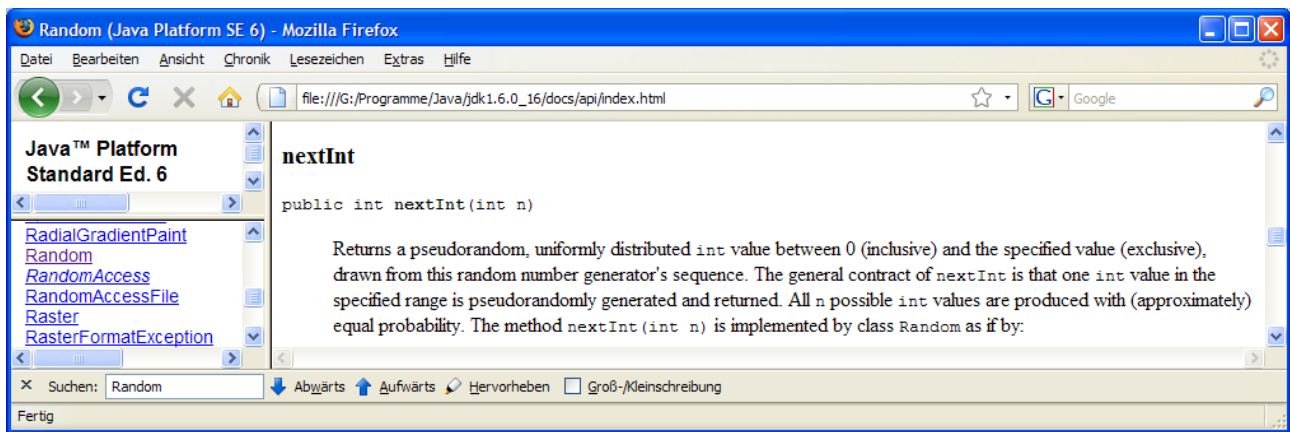 Random (Java Platform SE 6) - Mozilla Firefox
Datei Bearbeiten Ansicht Chronik Lesezeichen Extras Hilfe
file:///G:/Programme/Java/jdk1.6.0_16/docs/api/index.html
G Google
Java™ Platform
Standard Ed. 6
RadialGradientPaint
Random
RandomAccess
RandomAccessFile
Raster
RasterFormatException
nextInt
public int nextInt(int n)
Returns a pseudorandom, uniformly distributed int value between 0 (inclusive) and the specified value (exclusive),
drawn from this random number generator's sequence. The general contract of nextInt is that one int value in the
specified range is pseudorandomly generated and returned. All n possible int values are produced with (approximately)
equal probability. The method nextInt(int n) is implemented by class Random as if by:
Suchen: Random Abwärts Aufwärts Hervorheben Groß-/Kleinschreibung
Fertig